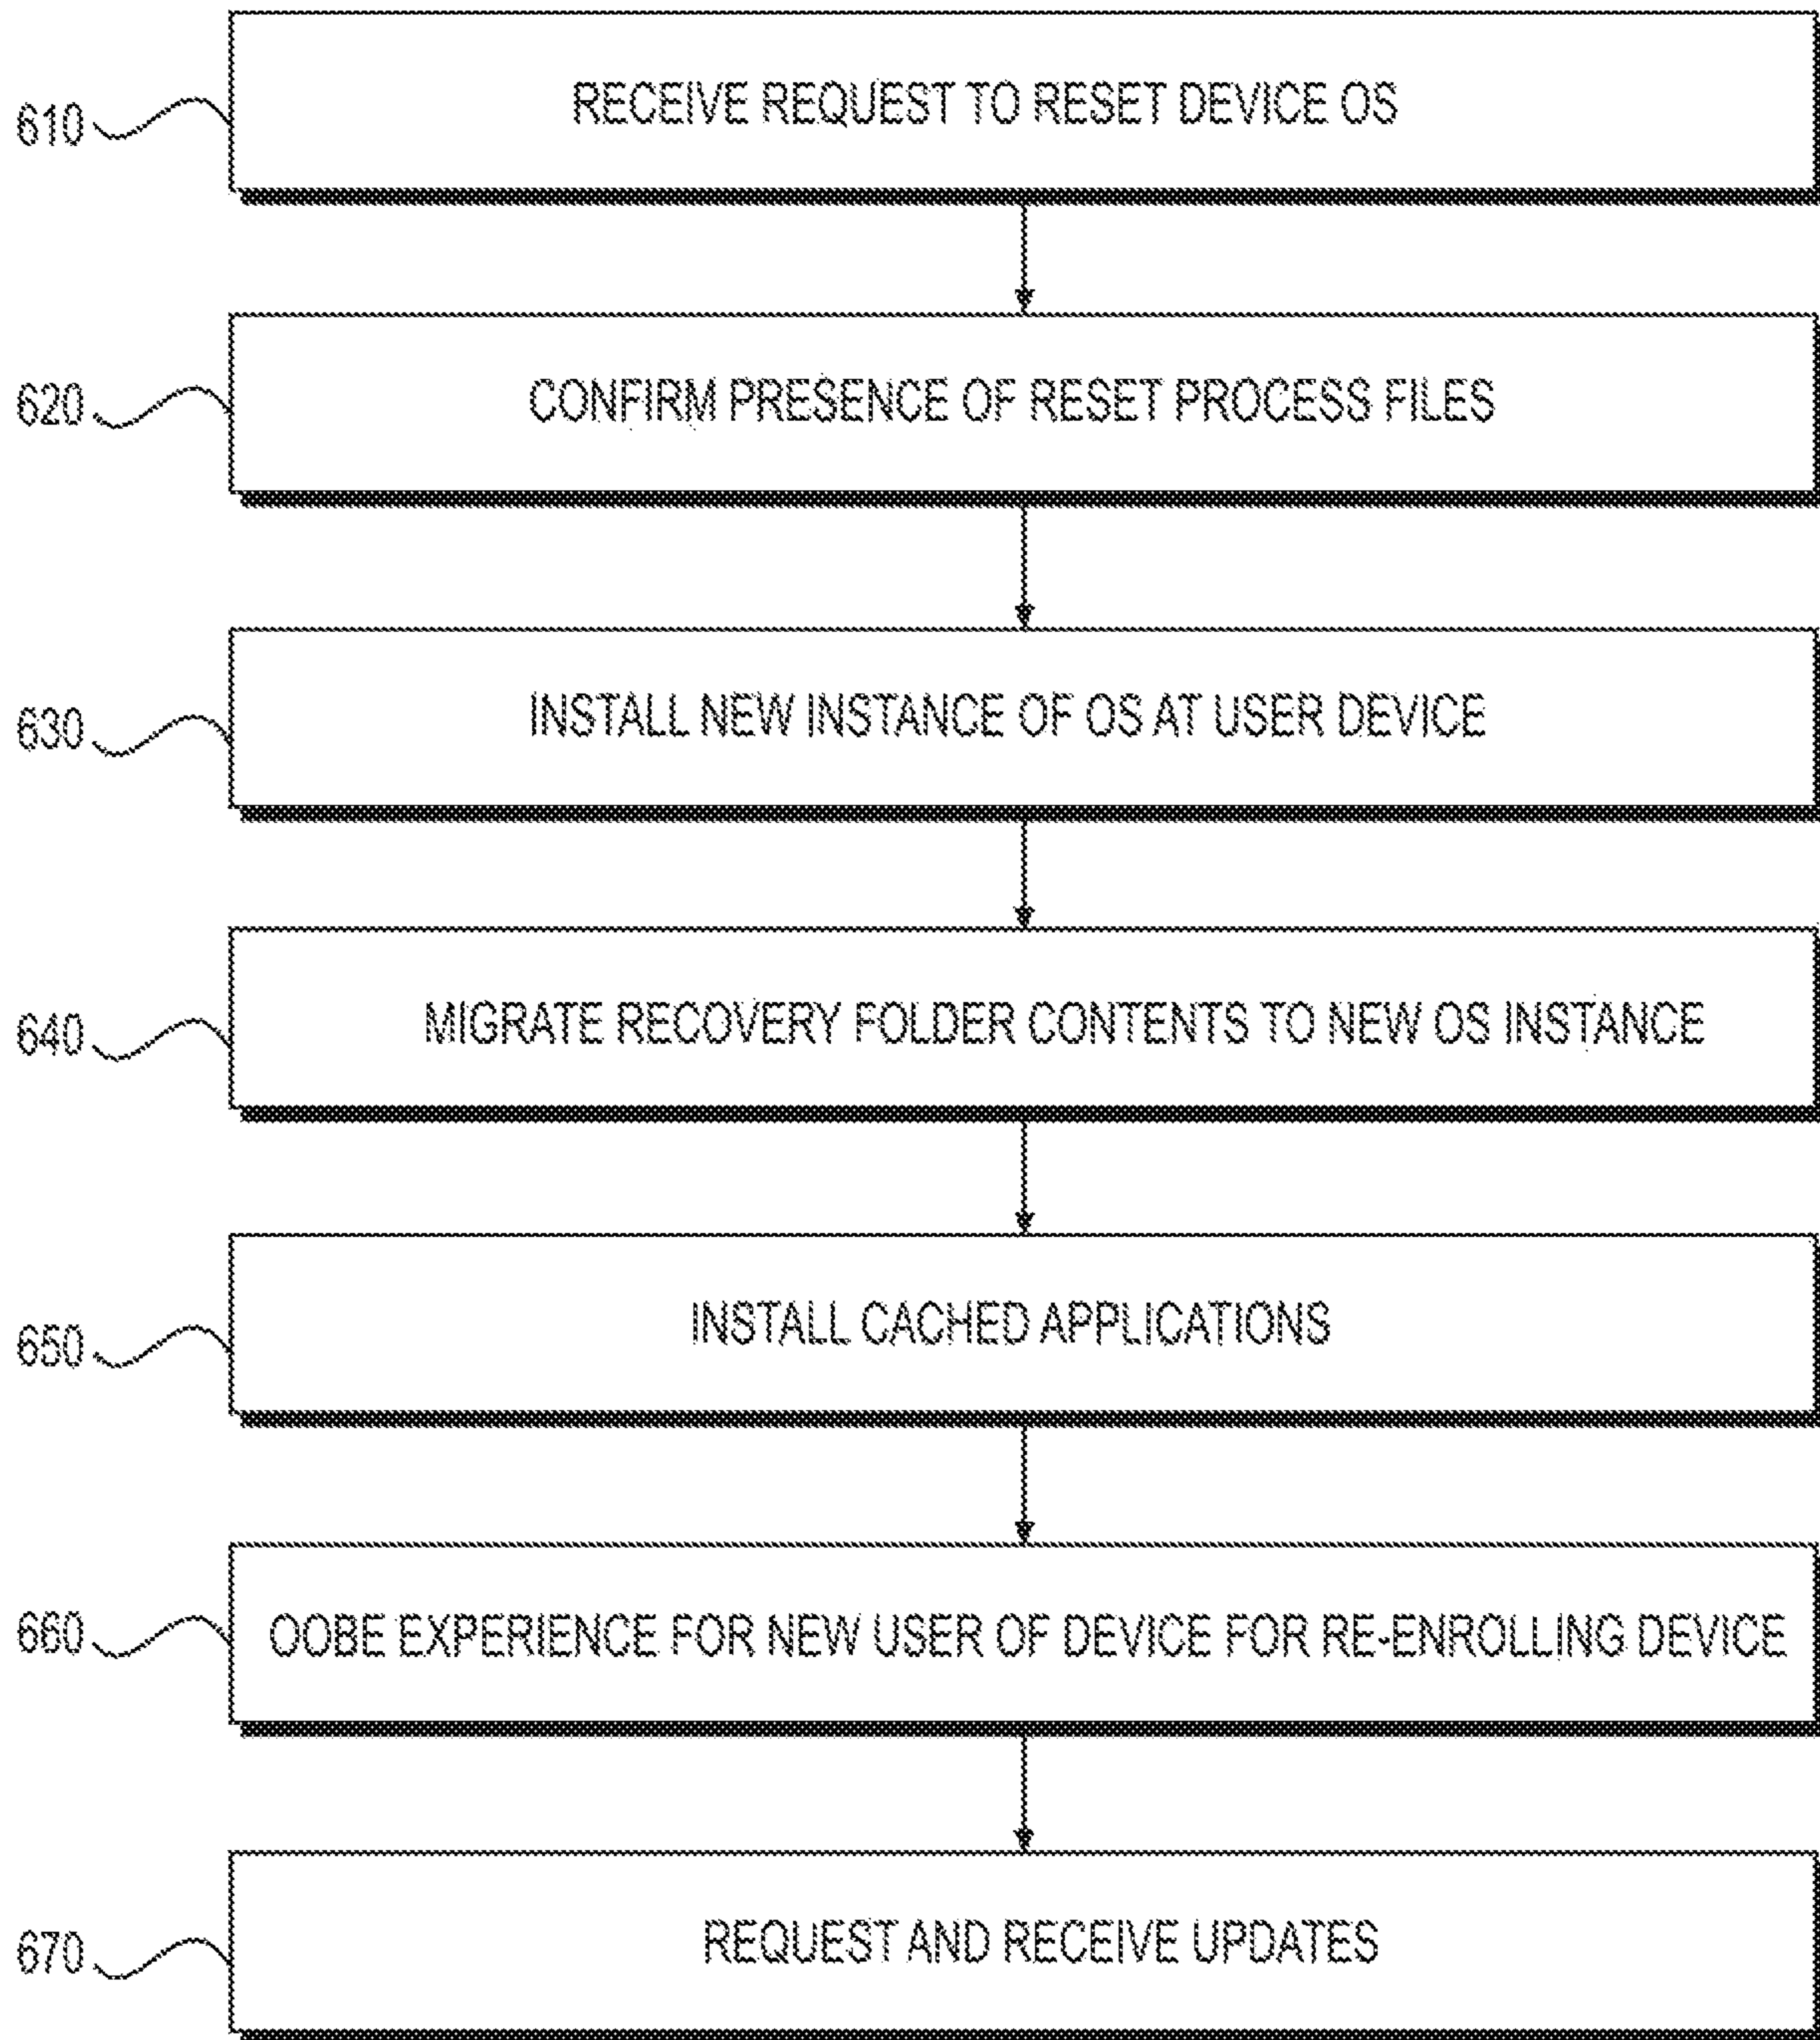 610
RECEIVE REQUEST TO RESET DEVICE OS
620
CONFIRM PRESENCE OF RESET PROCESS FILES
630
INSTALL NEW INSTANCE OF OS AT USER DEVICE
640
MIGRATE RECOVERY FOLDER CONTENTS TO NEW OS INSTANCE
650
INSTALL CACHED APPLICATIONS
660
OOBE EXPERIENCE FOR NEW USER OF DEVICE FOR RE-ENROLLING DEVICE
670
REQUEST AND RECEIVE UPDATES